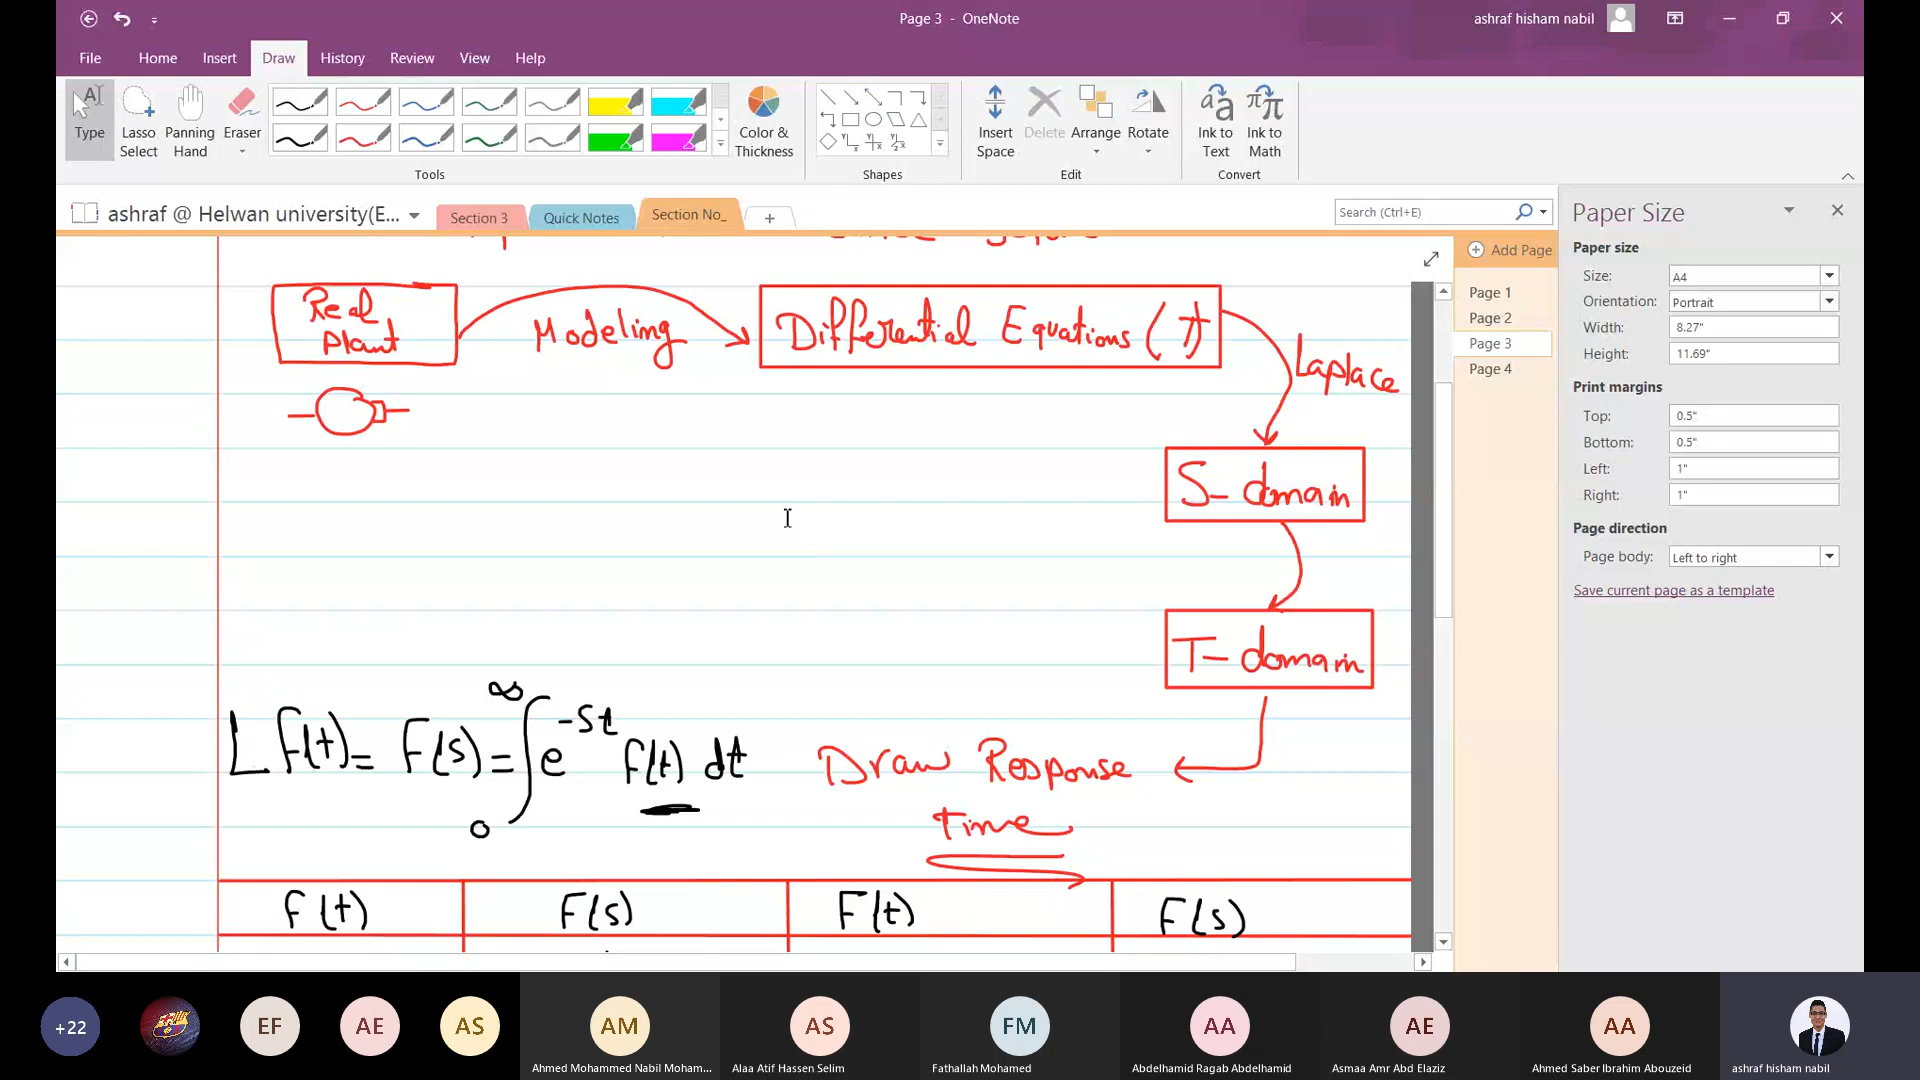 Page 3 - OneNote
ashraf hisham nabil
File Home Insert Draw History Review View Help
Type
Lasso Select
Panning Hand
Eraser
Color & Thickness
Insert Space
Delete
Arrange
Rotate
Ink to Text
Ink to Math
Tools
Shapes
Edit
Convert
ashraf @ Helwan university(E...
Section 3
Quick Notes
Section No_
Search (Ctrl+E)
Add Page
Page 1
Page 2
Page 3
Page 4
Paper Size
Paper size
Size: A4
Orientation: Portrait
Width: 8.27"
Height: 11.69"
Print margins
Top: 0.5"
Bottom: 0.5"
Left: 1"
Right: 1"
Page direction
Page body: Left to right
Save current page as a template
Real Plant
Modeling
Differential Equations (T)
Laplace
S- domain
T- domain
L F(t) = F(s) = ∫₀^∞ e^-st f(t) dt
Draw Response
time
F(t) F(s) F(t) F(s)
+22
EF
AE
AS
AM
AS
FM
AA
AE
AA
Ahmed Mohammed Nabil Moham...
Alaa Atif Hassen Selim
Fathallah Mohamed
Abdelhamid Ragab Abdelhamid
Asmaa Amr Abd Elaziz
Ahmed Saber Ibrahim Abouzeid
ashraf hisham nabil